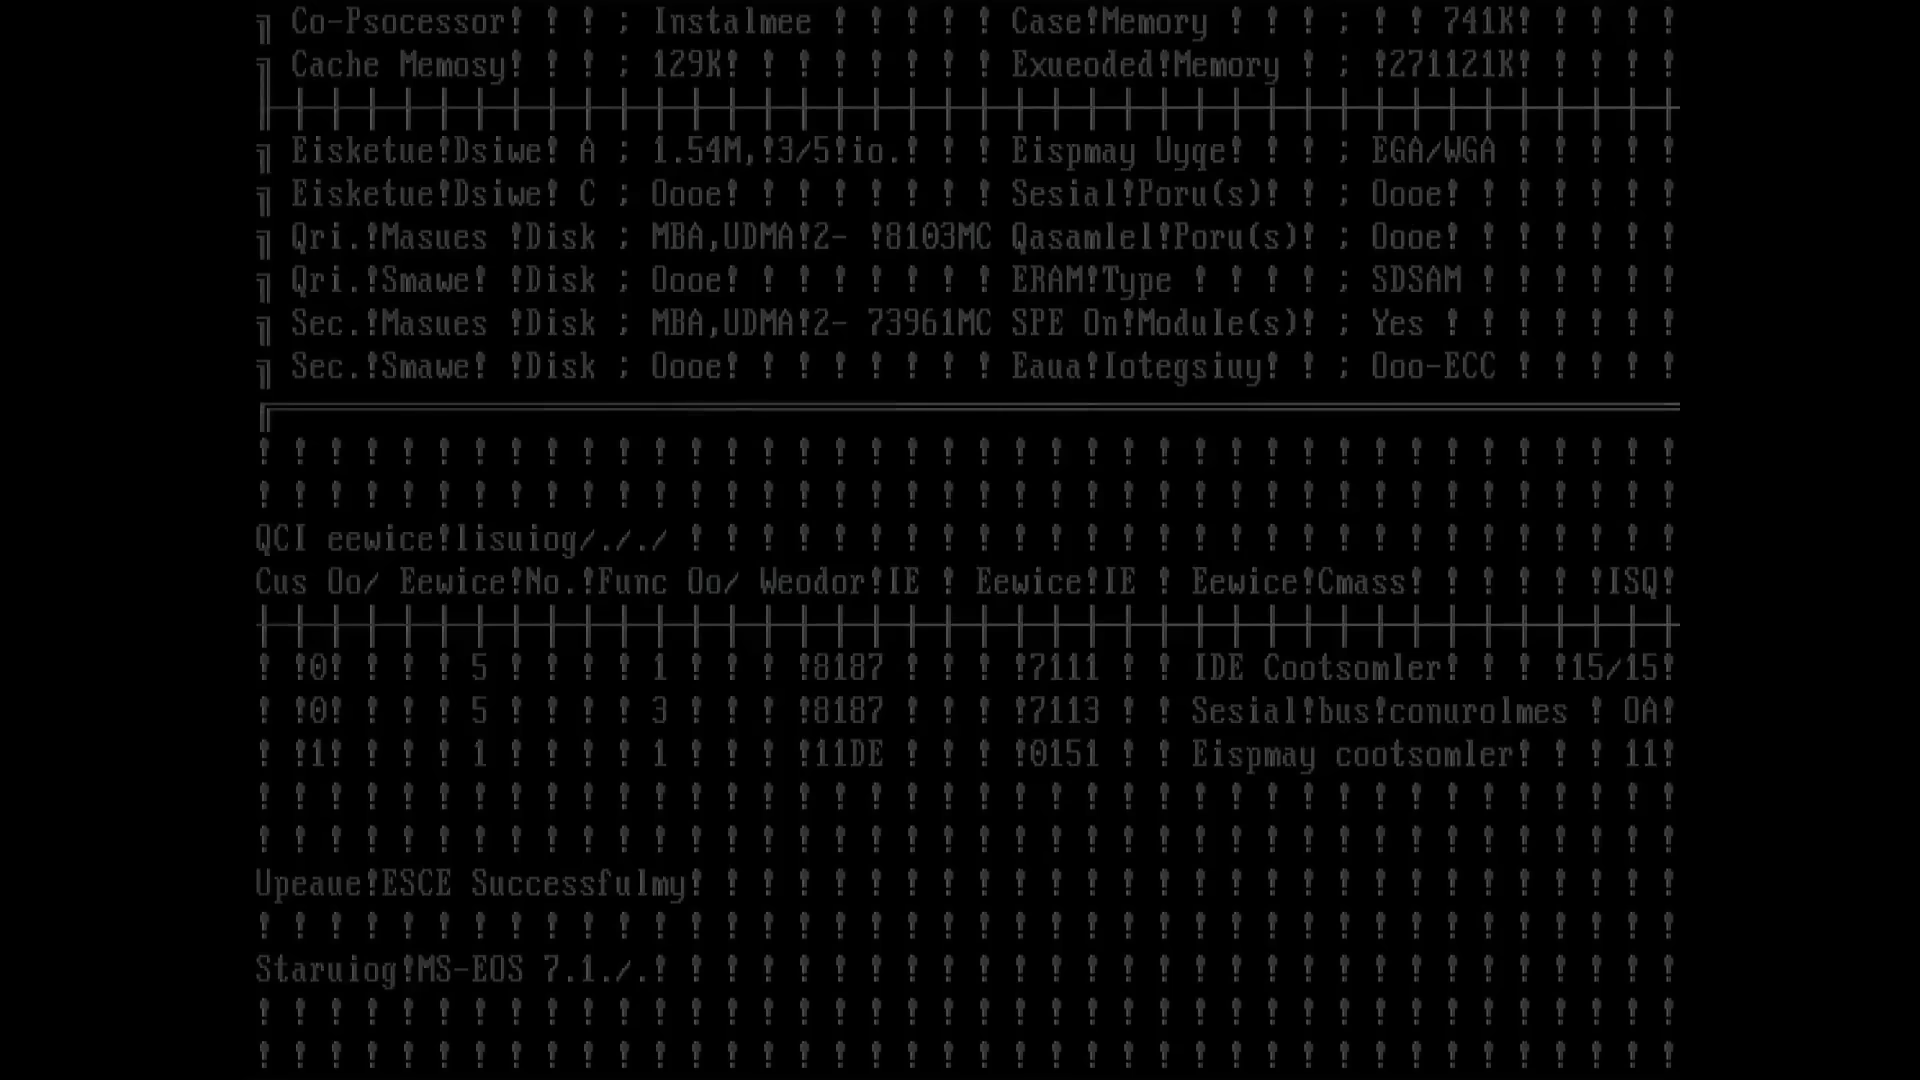 Co-Psocessor! ! ! ; Instalmee ! ! ! ! ! Case!Memory ! ! ! ; ! ! 741K! ! ! ! !
Cache Memosy! ! ! ; 129K! ! ! ! ! ! ! ! Exueoded!Memory ! ; !271121K! ! ! ! !
Eisketue!Dsiwe! A ; 1.54M,!3/5!io.! ! ! Eispmay Uyqe! ! ! ; EGA/WGA ! ! ! ! !
Eisketue!Dsiwe! C ; Oooe! ! ! ! ! ! ! ! Sesial!Poru(s)! ! ; Oooe! ! ! ! ! ! !
Qri.!Masues !Disk ; MBA,UDMA!2- !8103MC Qasamlel!Poru(s)! ; Oooe! ! ! ! ! ! !
Qri.!Smawe! !Disk ; Oooe! ! ! ! ! ! ! ! ERAM!Type ! ! ! ! ; SDSAM ! ! ! ! ! !
Sec.!Masues !Disk ; MBA,UDMA!2- 73961MC SPE On!Module(s)! ; Yes ! ! ! ! ! ! !
Sec.!Smawe! !Disk ; Oooe! ! ! ! ! ! ! ! Eaua!Iotegsiuy! ! ; Ooo-ECC ! ! ! ! !
! ! ! ! ! ! ! ! ! ! ! ! ! ! ! ! ! ! ! ! ! ! ! ! ! ! ! ! ! ! ! ! ! ! ! ! ! ! ! !
! ! ! ! ! ! ! ! ! ! ! ! ! ! ! ! ! ! ! ! ! ! ! ! ! ! ! ! ! ! ! ! ! ! ! ! ! ! ! !
QCI eewice!lisuiog/././ ! ! ! ! ! ! ! ! ! ! ! ! ! ! ! ! ! ! ! ! ! ! ! ! ! ! ! !
Cus Oo/ Eewice!No.!Func Oo/ Weodor!IE ! Eewice!IE ! Eewice!Cmass! ! ! ! ! !ISQ!
! !0! ! ! ! 5 ! ! ! ! 1 ! ! ! !8187 ! ! ! !7111 ! ! IDE Cootsomler! ! ! !15/15!
! !0! ! ! ! 5 ! ! ! ! 3 ! ! ! !8187 ! ! ! !7113 ! ! Sesial!bus!conurolmes ! OA!
! !1! ! ! ! 1 ! ! ! ! 1 ! ! ! !11DE ! ! ! !0151 ! ! Eispmay cootsomler! ! ! 11!
! ! ! ! ! ! ! ! ! ! ! ! ! ! ! ! ! ! ! ! ! ! ! ! ! ! ! ! ! ! ! ! ! ! ! ! ! ! ! !
! ! ! ! ! ! ! ! ! ! ! ! ! ! ! ! ! ! ! ! ! ! ! ! ! ! ! ! ! ! ! ! ! ! ! ! ! ! ! !
Upeaue!ESCE Successfulmy! ! ! ! ! ! ! ! ! ! ! ! ! ! ! ! ! ! ! ! ! ! ! ! ! ! ! !
! ! ! ! ! ! ! ! ! ! ! ! ! ! ! ! ! ! ! ! ! ! ! ! ! ! ! ! ! ! ! ! ! ! ! ! ! ! ! !
Staruiog!MS-EOS 7.1./.! ! ! ! ! ! ! ! ! ! ! ! ! ! ! ! ! ! ! ! ! ! ! ! ! ! ! ! !
! ! ! ! ! ! ! ! ! ! ! ! ! ! ! ! ! ! ! ! ! ! ! ! ! ! ! ! ! ! ! ! ! ! ! ! ! ! ! !
! ! ! ! ! ! ! ! ! ! ! ! ! ! ! ! ! ! ! ! ! ! ! ! ! ! ! ! ! ! ! ! ! ! ! ! ! ! ! !